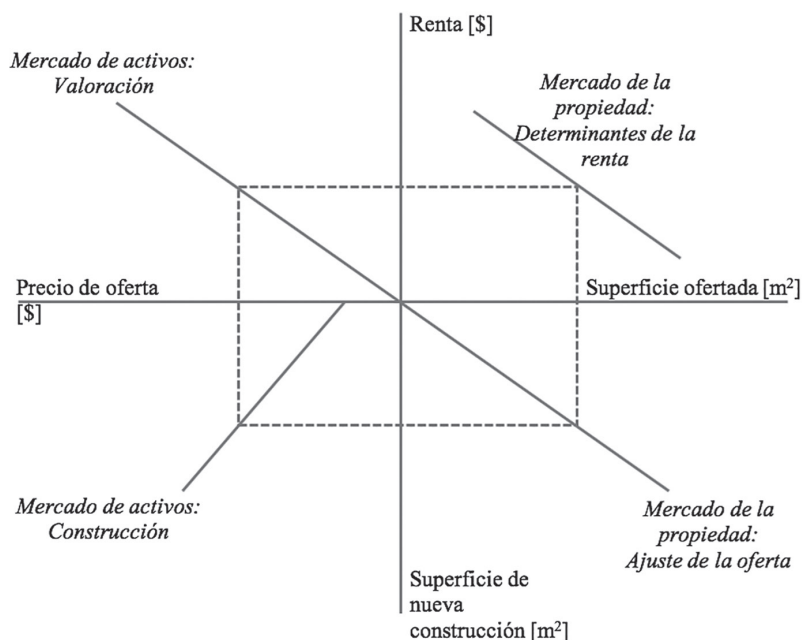 Renta [$]
Mercado de activos:
Valoración
Mercado de la
propiedad:
Determinantes de la
renta
Precio de oferta
[$]
Superficie ofertada [m²]
Mercado de activos:
Construcción
Mercado de la
propiedad:
Ajuste de la oferta
Superficie de
nueva
construcción [m²]